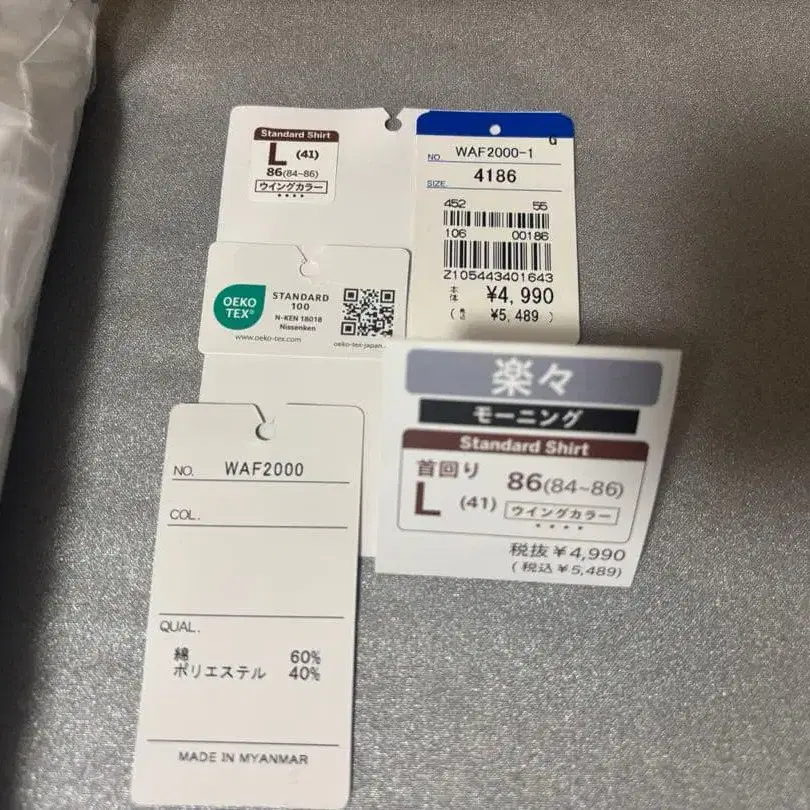 Standard Shirt
L (41)
86(84~86)
ウイングカラー
G
NO. WAF2000-1
SIZE. 4186
452 55
106 00186
Z105443401643
本体 ¥4,990
¥5,489 )
OEKO
TEX®
STANDARD
100
N-KEN 18018
Nissenken
www.oeko-tex.com
oeko-tex-japan...
楽々
モーニング
Standard Shirt
首回り
L (41)
86(84~86)
ウイングカラー
税抜¥4,990
(税込¥5,489)
NO. WAF2000
COL.
QUAL.
綿 60%
ポリエステル 40%
MADE IN MYANMAR